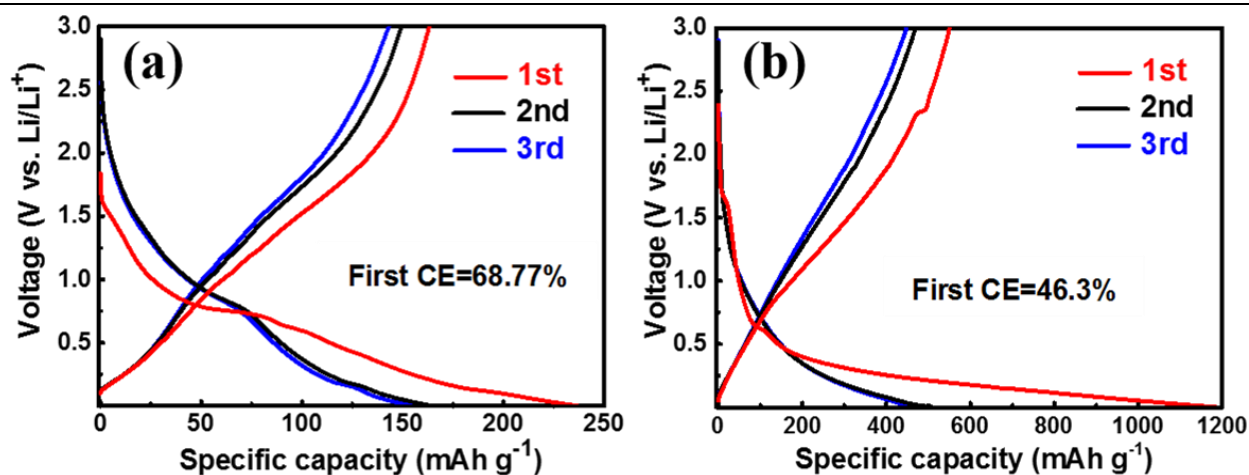 (a)
1st
2nd
3rd
First CE=68.77%
Voltage (V vs. Li/Li⁺)
3.0
2.5
2.0
1.5
1.0
0.5
0 50 100 150 200 250
Specific capacity (mAh g⁻¹)
(b)
1st
2nd
3rd
First CE=46.3%
Voltage (V vs. Li/Li⁺)
3.0
2.5
2.0
1.5
1.0
0.5
0 200 400 600 800 1000 1200
Specific capacity (mAh g⁻¹)